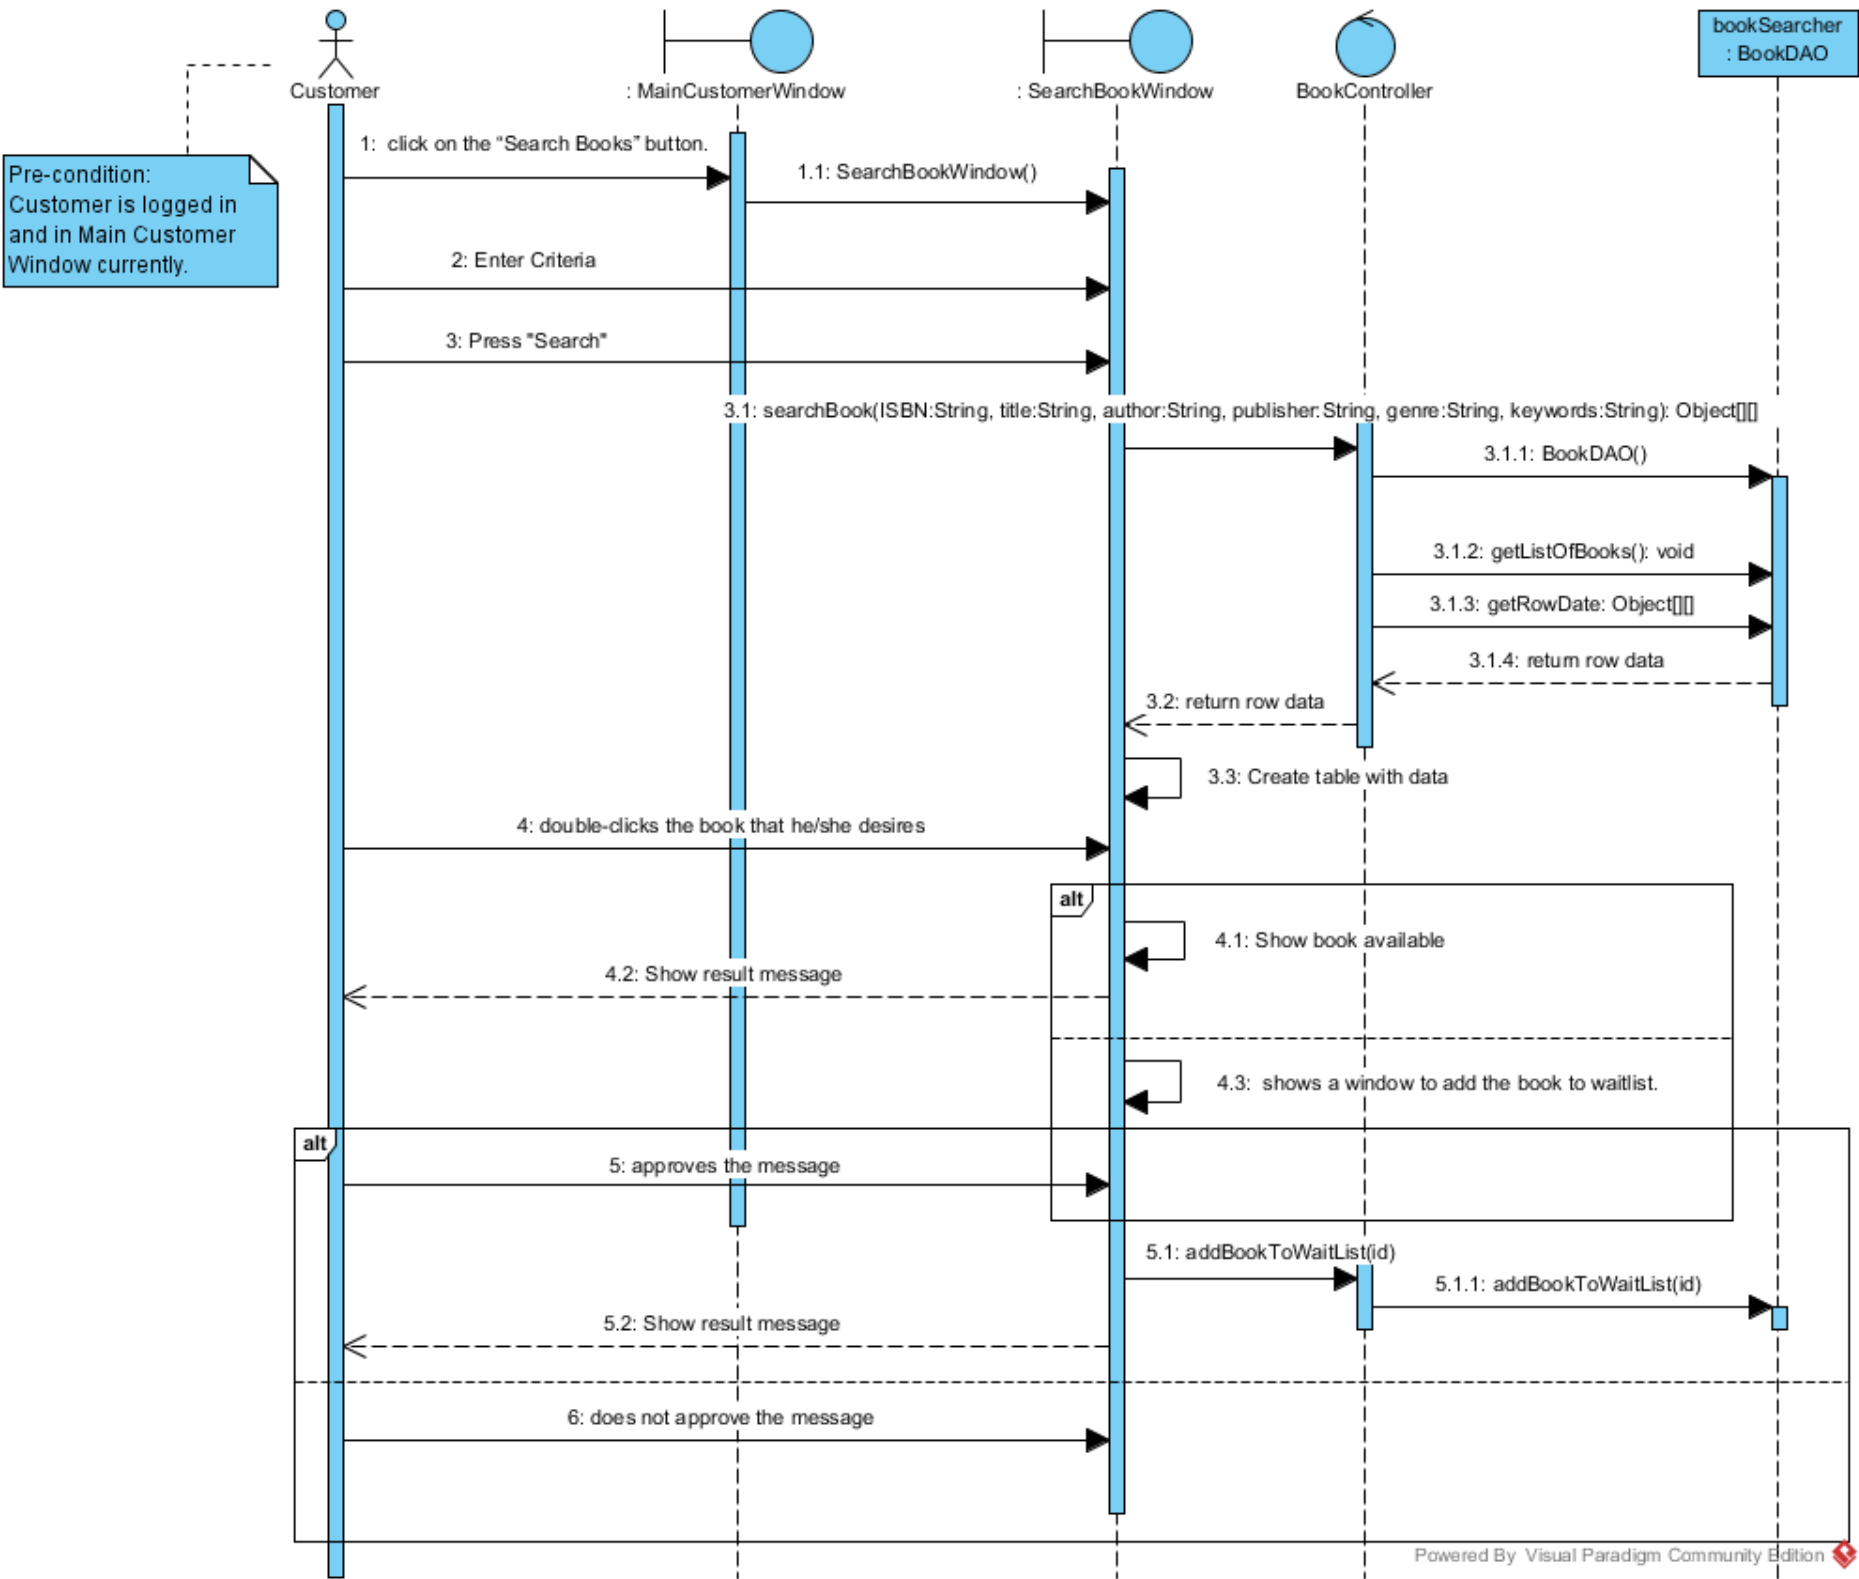 bookSearcher
: BookDAO
Customer
: MainCustomerWindow
: SearchBookWindow
BookController
Pre-condition:
Customer is logged in
and in Main Customer
Window currently.
1:  click on the “Search Books” button.
1.1: SearchBookWindow()
2: Enter Criteria
3: Press "Search"
3.1: searchBook(ISBN:String, title:String, author:String, publisher:String, genre:String, keywords:String): Object[][]
3.1.1: BookDAO()
3.1.2: getListOfBooks(): void
3.1.3: getRowDate: Object[][]
3.1.4: return row data
3.2: return row data
3.3: Create table with data
4: double-clicks the book that he/she desires
alt
4.1: Show book available
4.2: Show result message
4.3:  shows a window to add the book to waitlist.
alt
5: approves the message
5.1: addBookToWaitList(id)
5.1.1: addBookToWaitList(id)
5.2: Show result message
6: does not approve the message
Powered By Visual Paradigm Community Edition